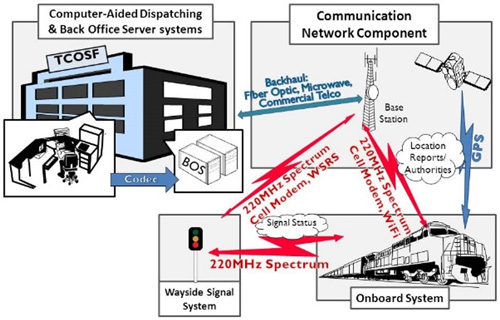 Computer-Aided Dispatching
& Back Office Server systems
TCOSF
Coder
BOS
Communication
Network Component
Backhaul:
Fiber Optic, Microwave,
Commercial Telco
Base
Station
GPS
Location
Reports/
Authorities
220MHz Spectrum
Cell Modem, WSRS
220MHz Spectrum
Cell Modem, WiFi
Signal Status
220MHz Spectrum
Wayside Signal
System
Onboard System